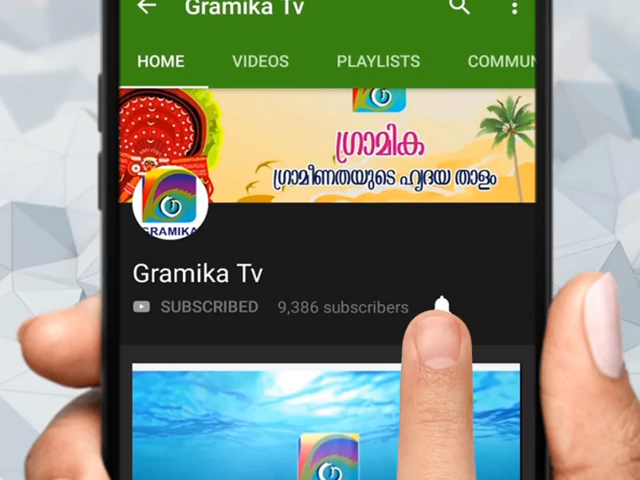 Gramika Tv
HOME VIDEOS PLAYLISTS COMMUN
ഗ്രാമിക
ഗ്രാമീണതയുടെ ഹൃദയ താളം
GRAMIKA
Gramika Tv
SUBSCRIBED 9,386 subscribers